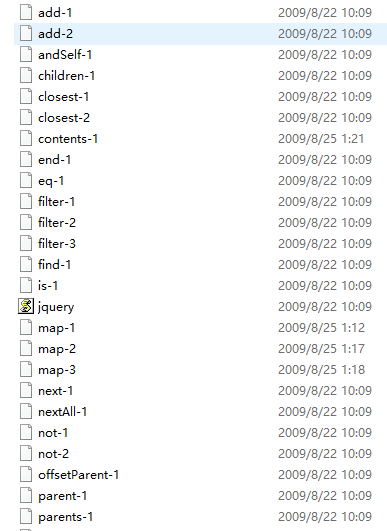 add-1 2009/8/22 10:09
add-2 2009/8/22 10:09
andSelf-1 2009/8/22 10:09
children-1 2009/8/22 10:09
closest-1 2009/8/22 10:09
closest-2 2009/8/22 10:09
contents-1 2009/8/25 1:21
end-1 2009/8/22 10:09
eq-1 2009/8/22 10:09
filter-1 2009/8/22 10:09
filter-2 2009/8/22 10:09
filter-3 2009/8/22 10:09
find-1 2009/8/22 10:09
is-1 2009/8/22 10:09
jquery 2009/8/22 10:09
map-1 2009/8/25 1:12
map-2 2009/8/25 1:17
map-3 2009/8/25 1:18
next-1 2009/8/22 10:09
nextAll-1 2009/8/22 10:09
not-1 2009/8/22 10:09
not-2 2009/8/22 10:09
offsetParent-1 2009/8/22 10:09
parent-1 2009/8/22 10:09
parents-1 2009/8/22 10:09